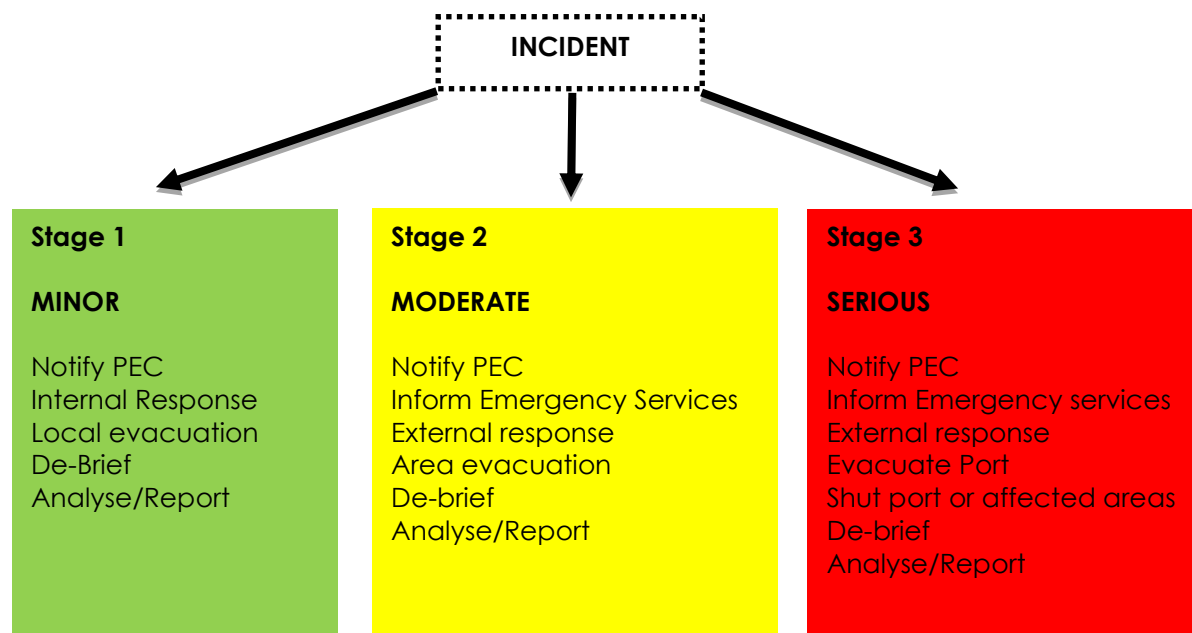 INCIDENT
Stage 1
MINOR
Notify PEC
Internal Response
Local evacuation
De-Brief
Analyse/Report
Stage 2
MODERATE
Notify PEC
Inform Emergency Services
External response
Area evacuation
De-brief
Analyse/Report
Stage 3
SERIOUS
Notify PEC
Inform Emergency services
External response
Evacuate Port
Shut port or affected areas
De-brief
Analyse/Report